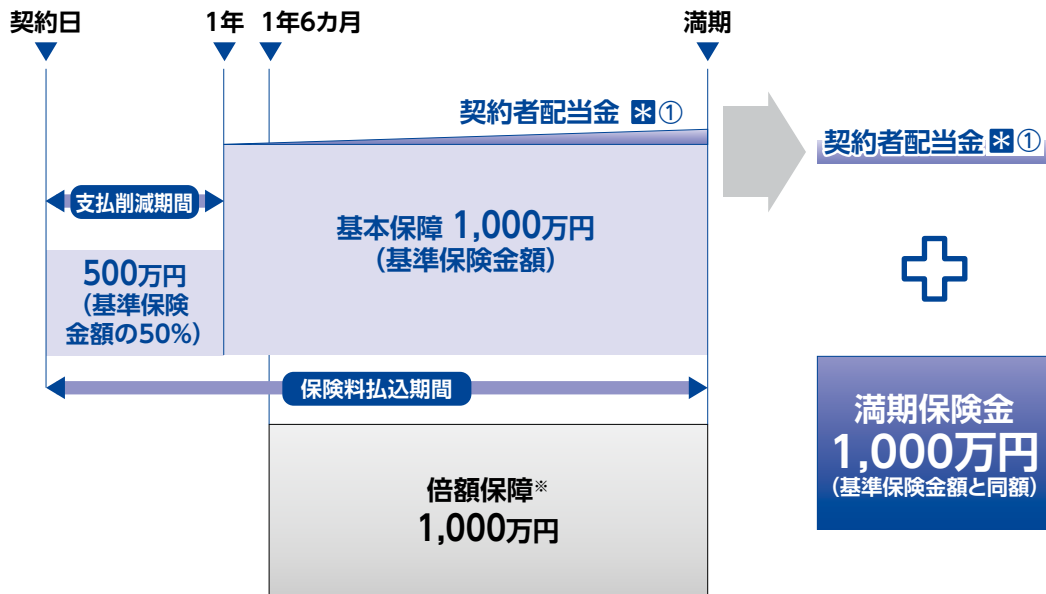 契約日
1年
1年6カ月
満期
契約者配当金 *①
支払削減期間
500万円
(基準保険
金額の50%)
基本保障 1,000万円
(基準保険金額)
保険料払込期間
倍額保障※
1,000万円
契約者配当金*①
満期保険金
1,000万円
(基準保険金額と同額)